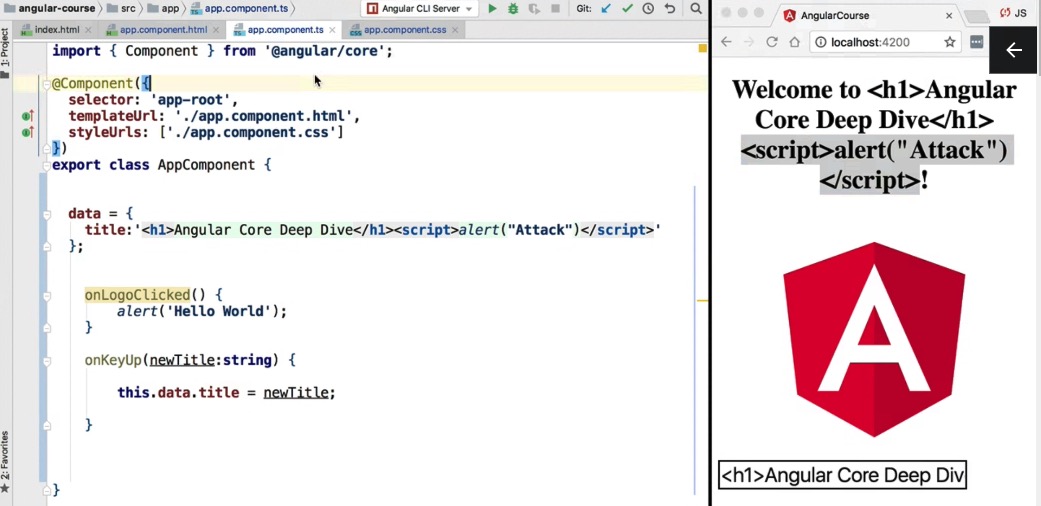 angular-course src app app.component.ts Angular CLI Server Git:
index.html app.component.html app.component.ts app.component.css
1: Project
2: Favorites
import { Component } from '@angular/core';
@Component({
selector: 'app-root',
templateUrl: './app.component.html',
styleUrls: ['./app.component.css']
})
export class AppComponent {
data = {
title:'<h1>Angular Core Deep Dive</h1><script>alert("Attack")</script>'
};
onLogoClicked() {
alert('Hello World');
}
onKeyUp(newTitle:string) {
this.data.title = newTitle;
}
}
AngularCourse JS
localhost:4200
Welcome to <h1>Angular
Core Deep Dive</h1>
<script>alert("Attack")
</script>!
A
<h1>Angular Core Deep Div